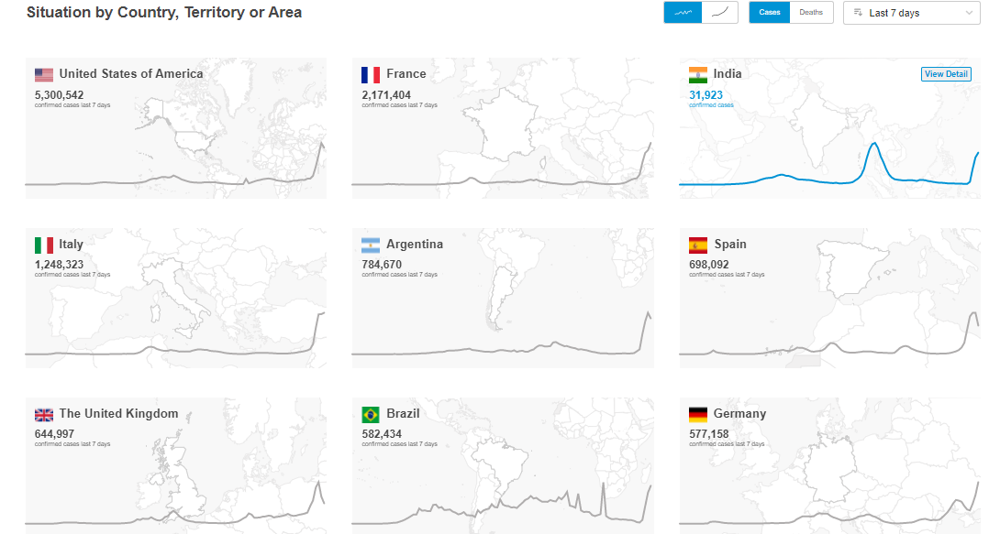 Situation by Country, Territory or Area
Cases
Deaths
Last 7 days
United States of America
5,300,542
confirmed cases last 7 days
France
2,171,404
confirmed cases last 7 days
India
View Detail
31,923
confirmed cases
Italy
1,248,323
confirmed cases last 7 days
Argentina
784,670
confirmed cases last 7 days
Spain
698,092
confirmed cases last 7 days
The United Kingdom
644,997
confirmed cases last 7 days
Brazil
582,434
confirmed cases last 7 days
Germany
577,158
confirmed cases last 7 days